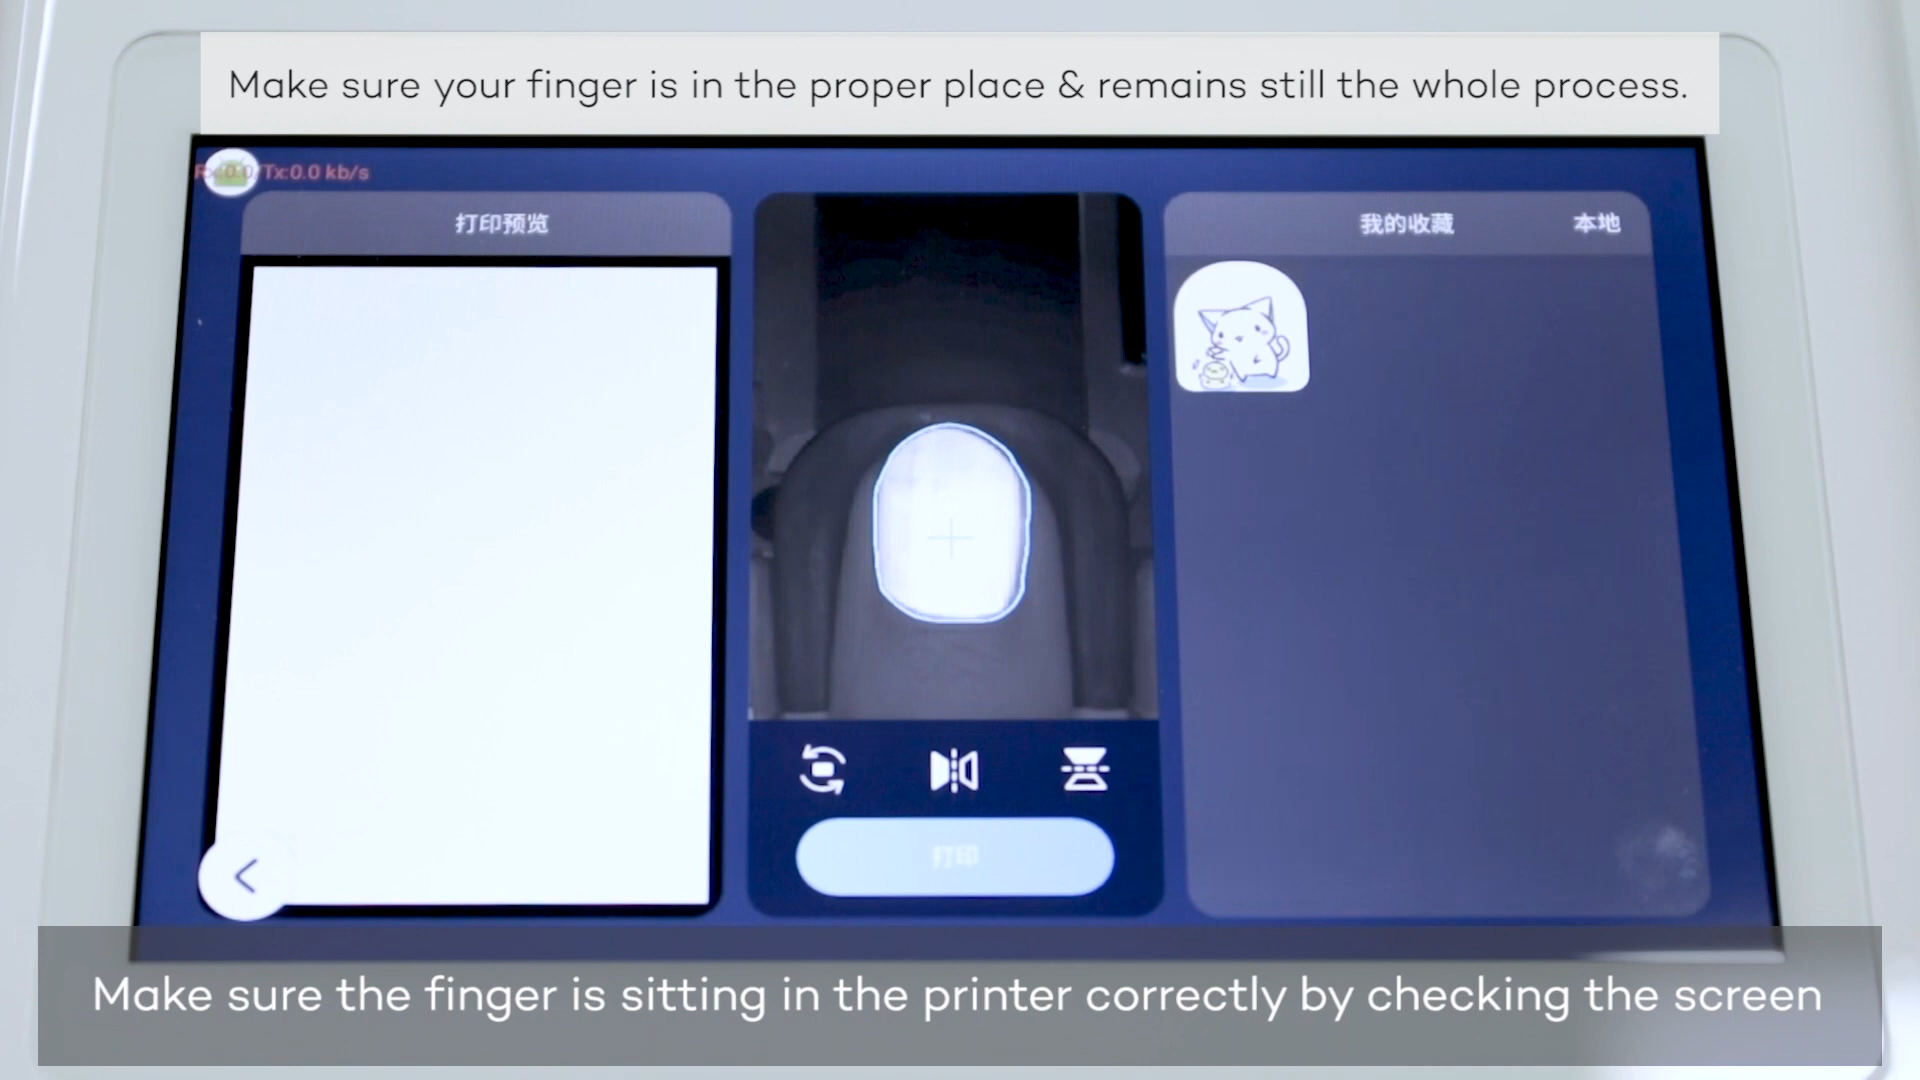 Make sure your finger is in the proper place & remains still the whole process.
Tx:0.0 kb/s
打印预览
我的收藏 本地
打印
Make sure the finger is sitting in the printer correctly by checking the screen